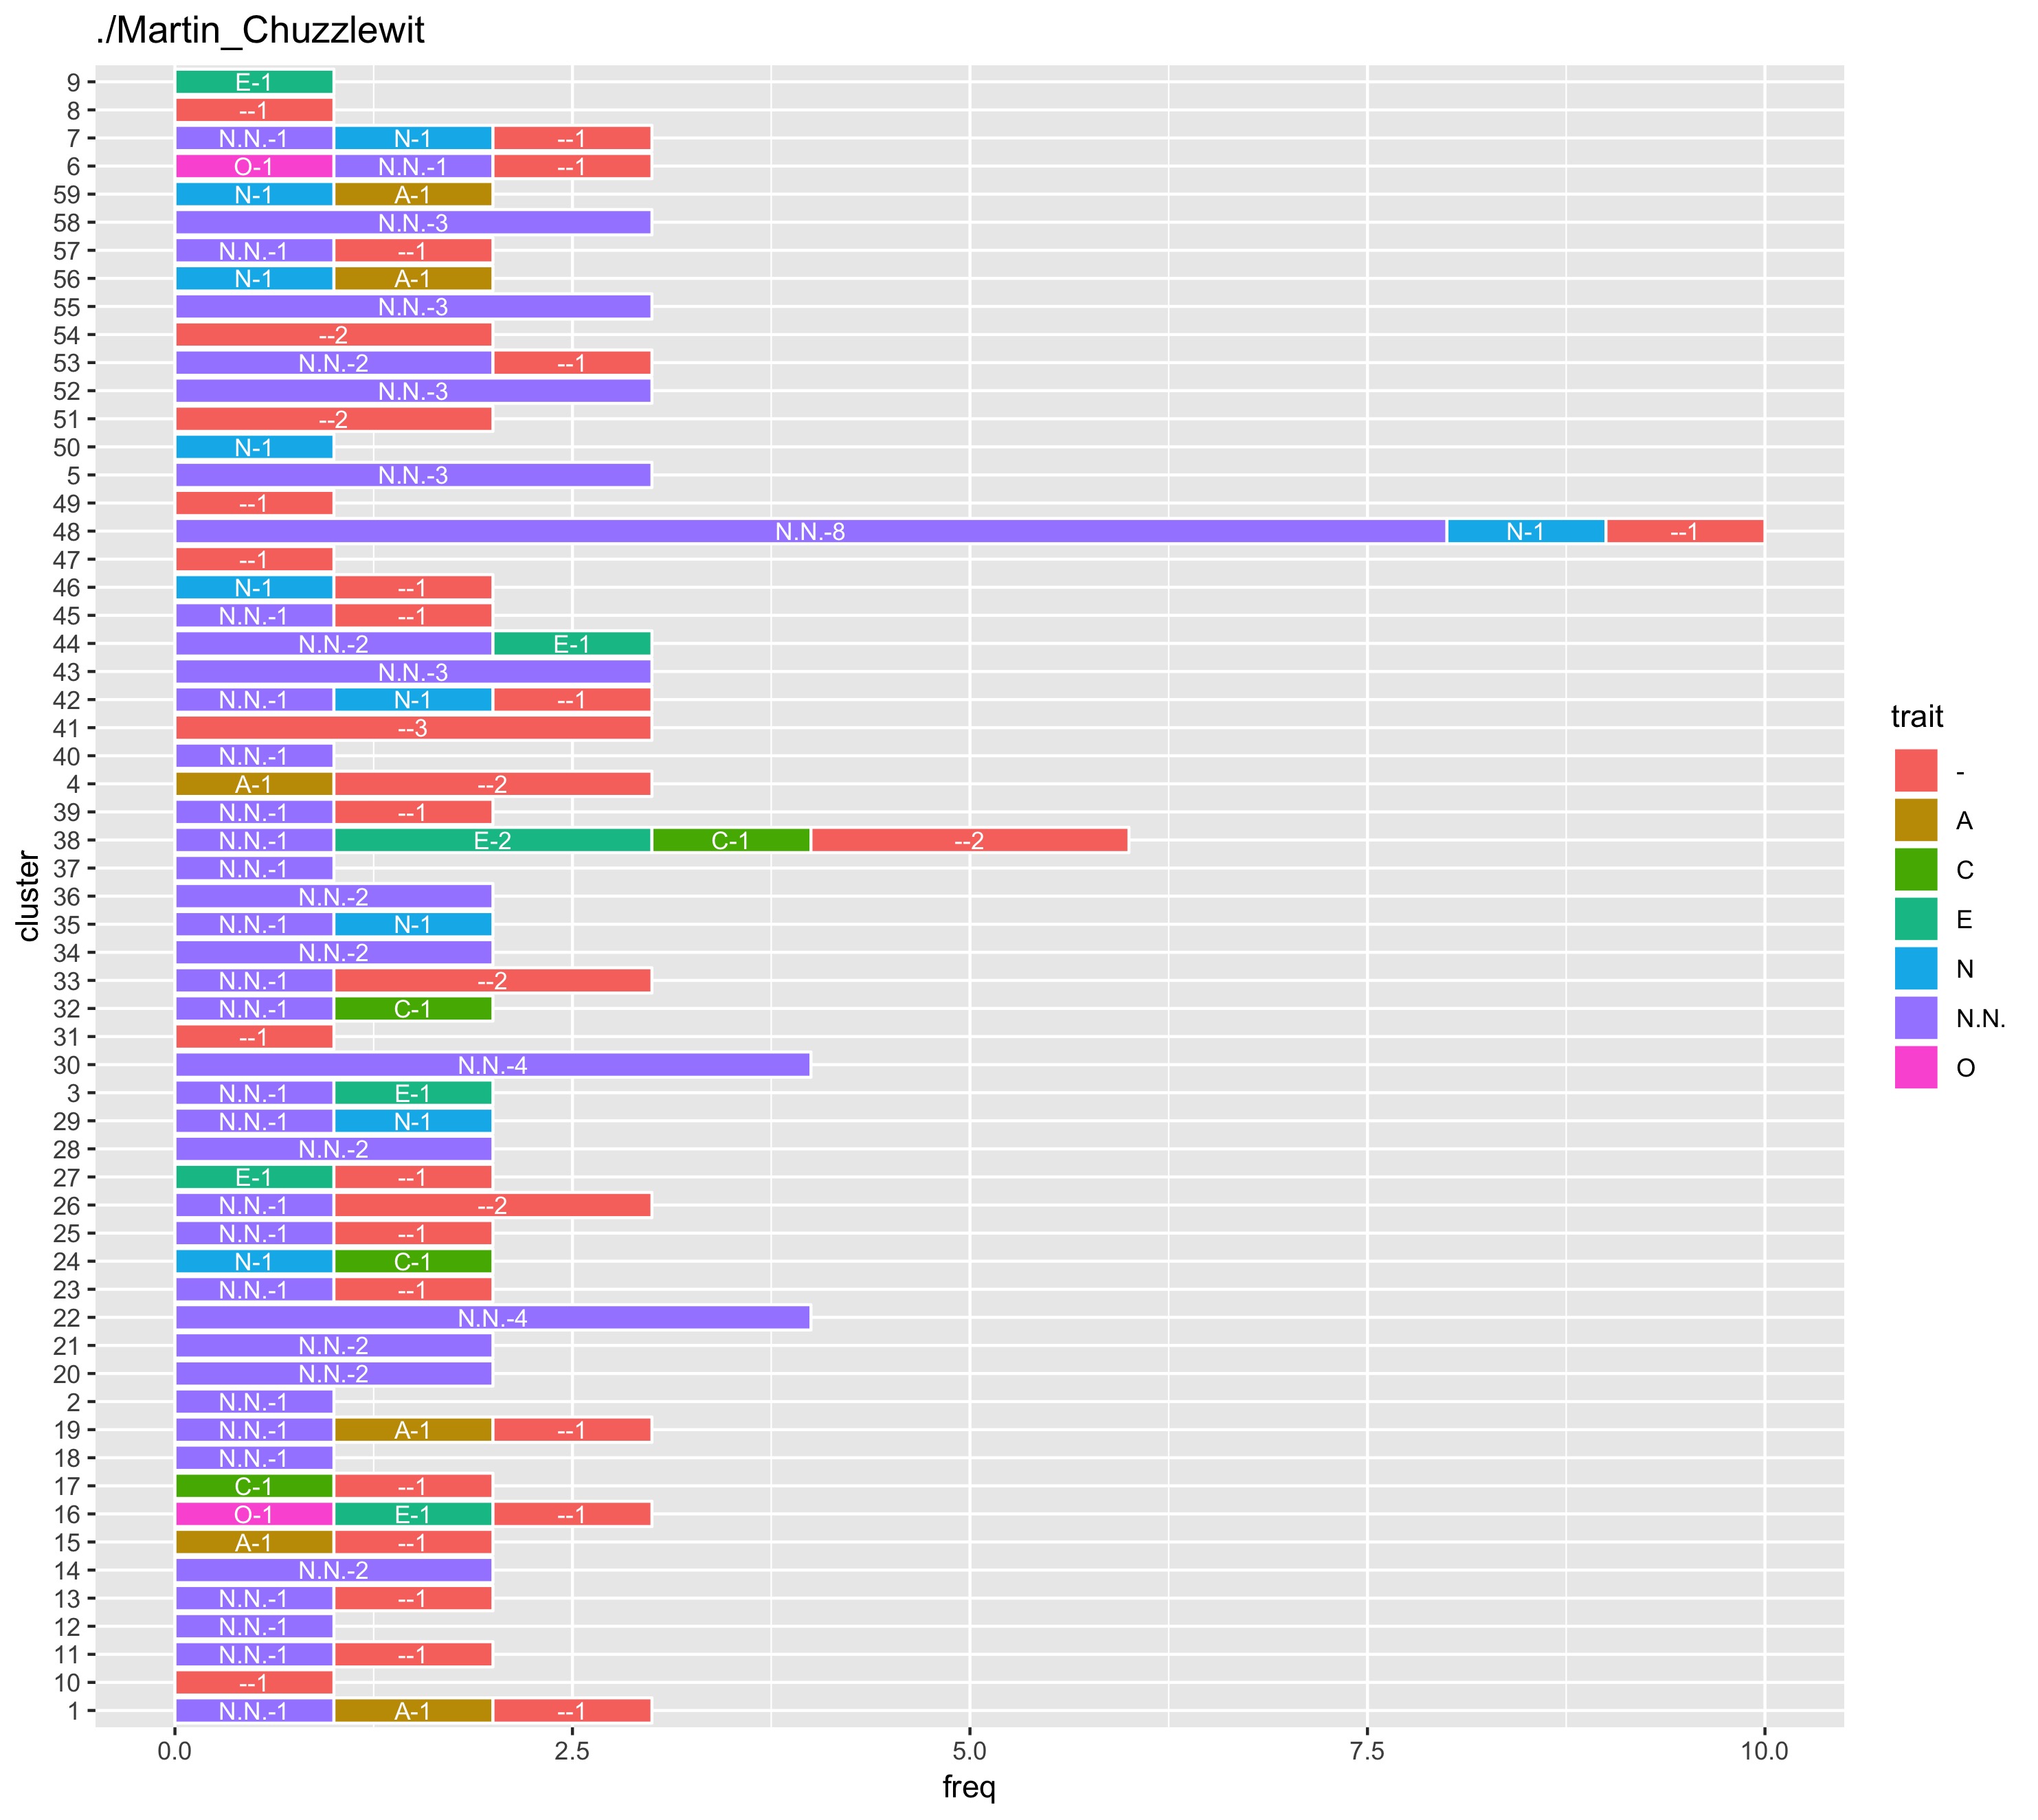 ./Martin_Chuzzlewit
9 E-1
8 --1
7 N.N.-1 N-1 --1
6 O-1 N.N.-1 --1
59 N-1 A-1
58 N.N.-3
57 N.N.-1 --1
56 N-1 A-1
55 N.N.-3
54 --2
53 N.N.-2 --1
52 N.N.-3
51 --2
50 N-1
5 N.N.-3
49 --1
48 N.N.-8 N-1 --1
47 --1
46 N-1 --1
45 N.N.-1 --1
44 N.N.-2 E-1
43 N.N.-3
42 N.N.-1 N-1 --1
41 --3
40 N.N.-1
4 A-1 --2
39 N.N.-1 --1
38 N.N.-1 E-2 C-1 --2
37 N.N.-1
36 N.N.-2
35 N.N.-1 N-1
34 N.N.-2
33 N.N.-1 --2
32 N.N.-1 C-1
31 --1
30 N.N.-4
3 N.N.-1 E-1
29 N.N.-1 N-1
28 N.N.-2
27 E-1 --1
26 N.N.-1 --2
25 N.N.-1 --1
24 N-1 C-1
23 N.N.-1 --1
22 N.N.-4
21 N.N.-2
20 N.N.-2
2 N.N.-1
19 N.N.-1 A-1 --1
18 N.N.-1
17 C-1 --1
16 O-1 E-1 --1
15 A-1 --1
14 N.N.-2
13 N.N.-1 --1
12 N.N.-1
11 N.N.-1 --1
10 --1
1 N.N.-1 A-1 --1
0.0 2.5 5.0 7.5 10.0
freq
cluster
trait
-
A
C
E
N
N.N.
O